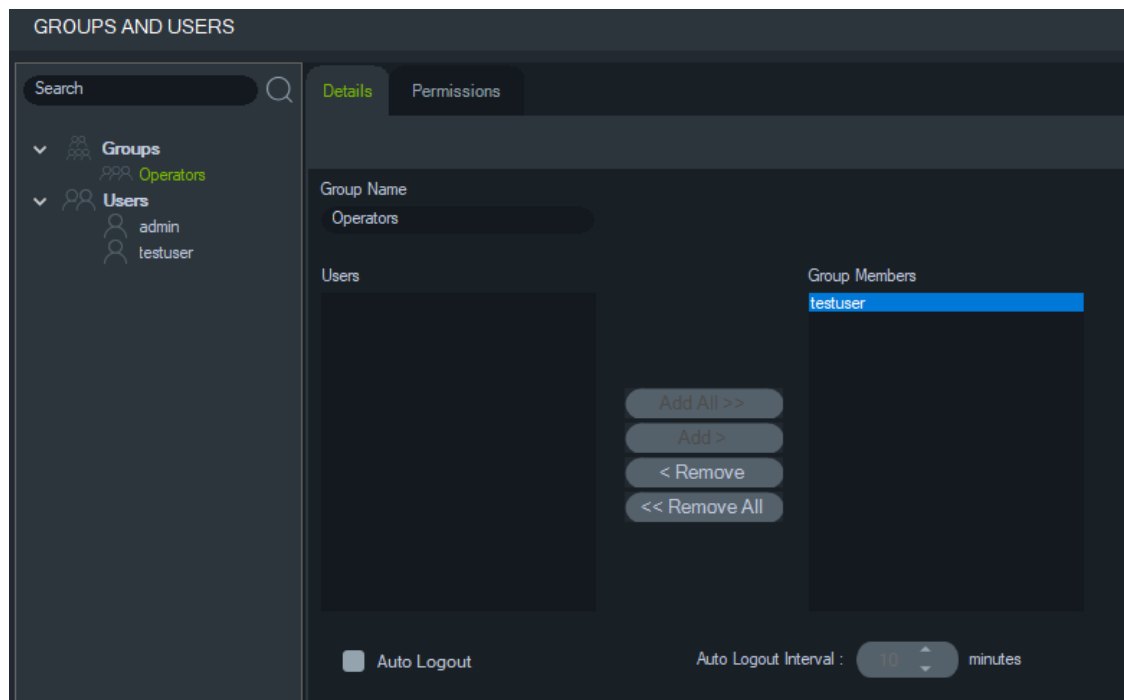 GROUPS AND USERS
Search
Groups
Operators
Users
admin
testuser
Details Permissions
Group Name
Operators
Users
Add All >>
Add >
< Remove
<< Remove All
Group Members
testuser
Auto Logout
Auto Logout Interval : 10 minutes